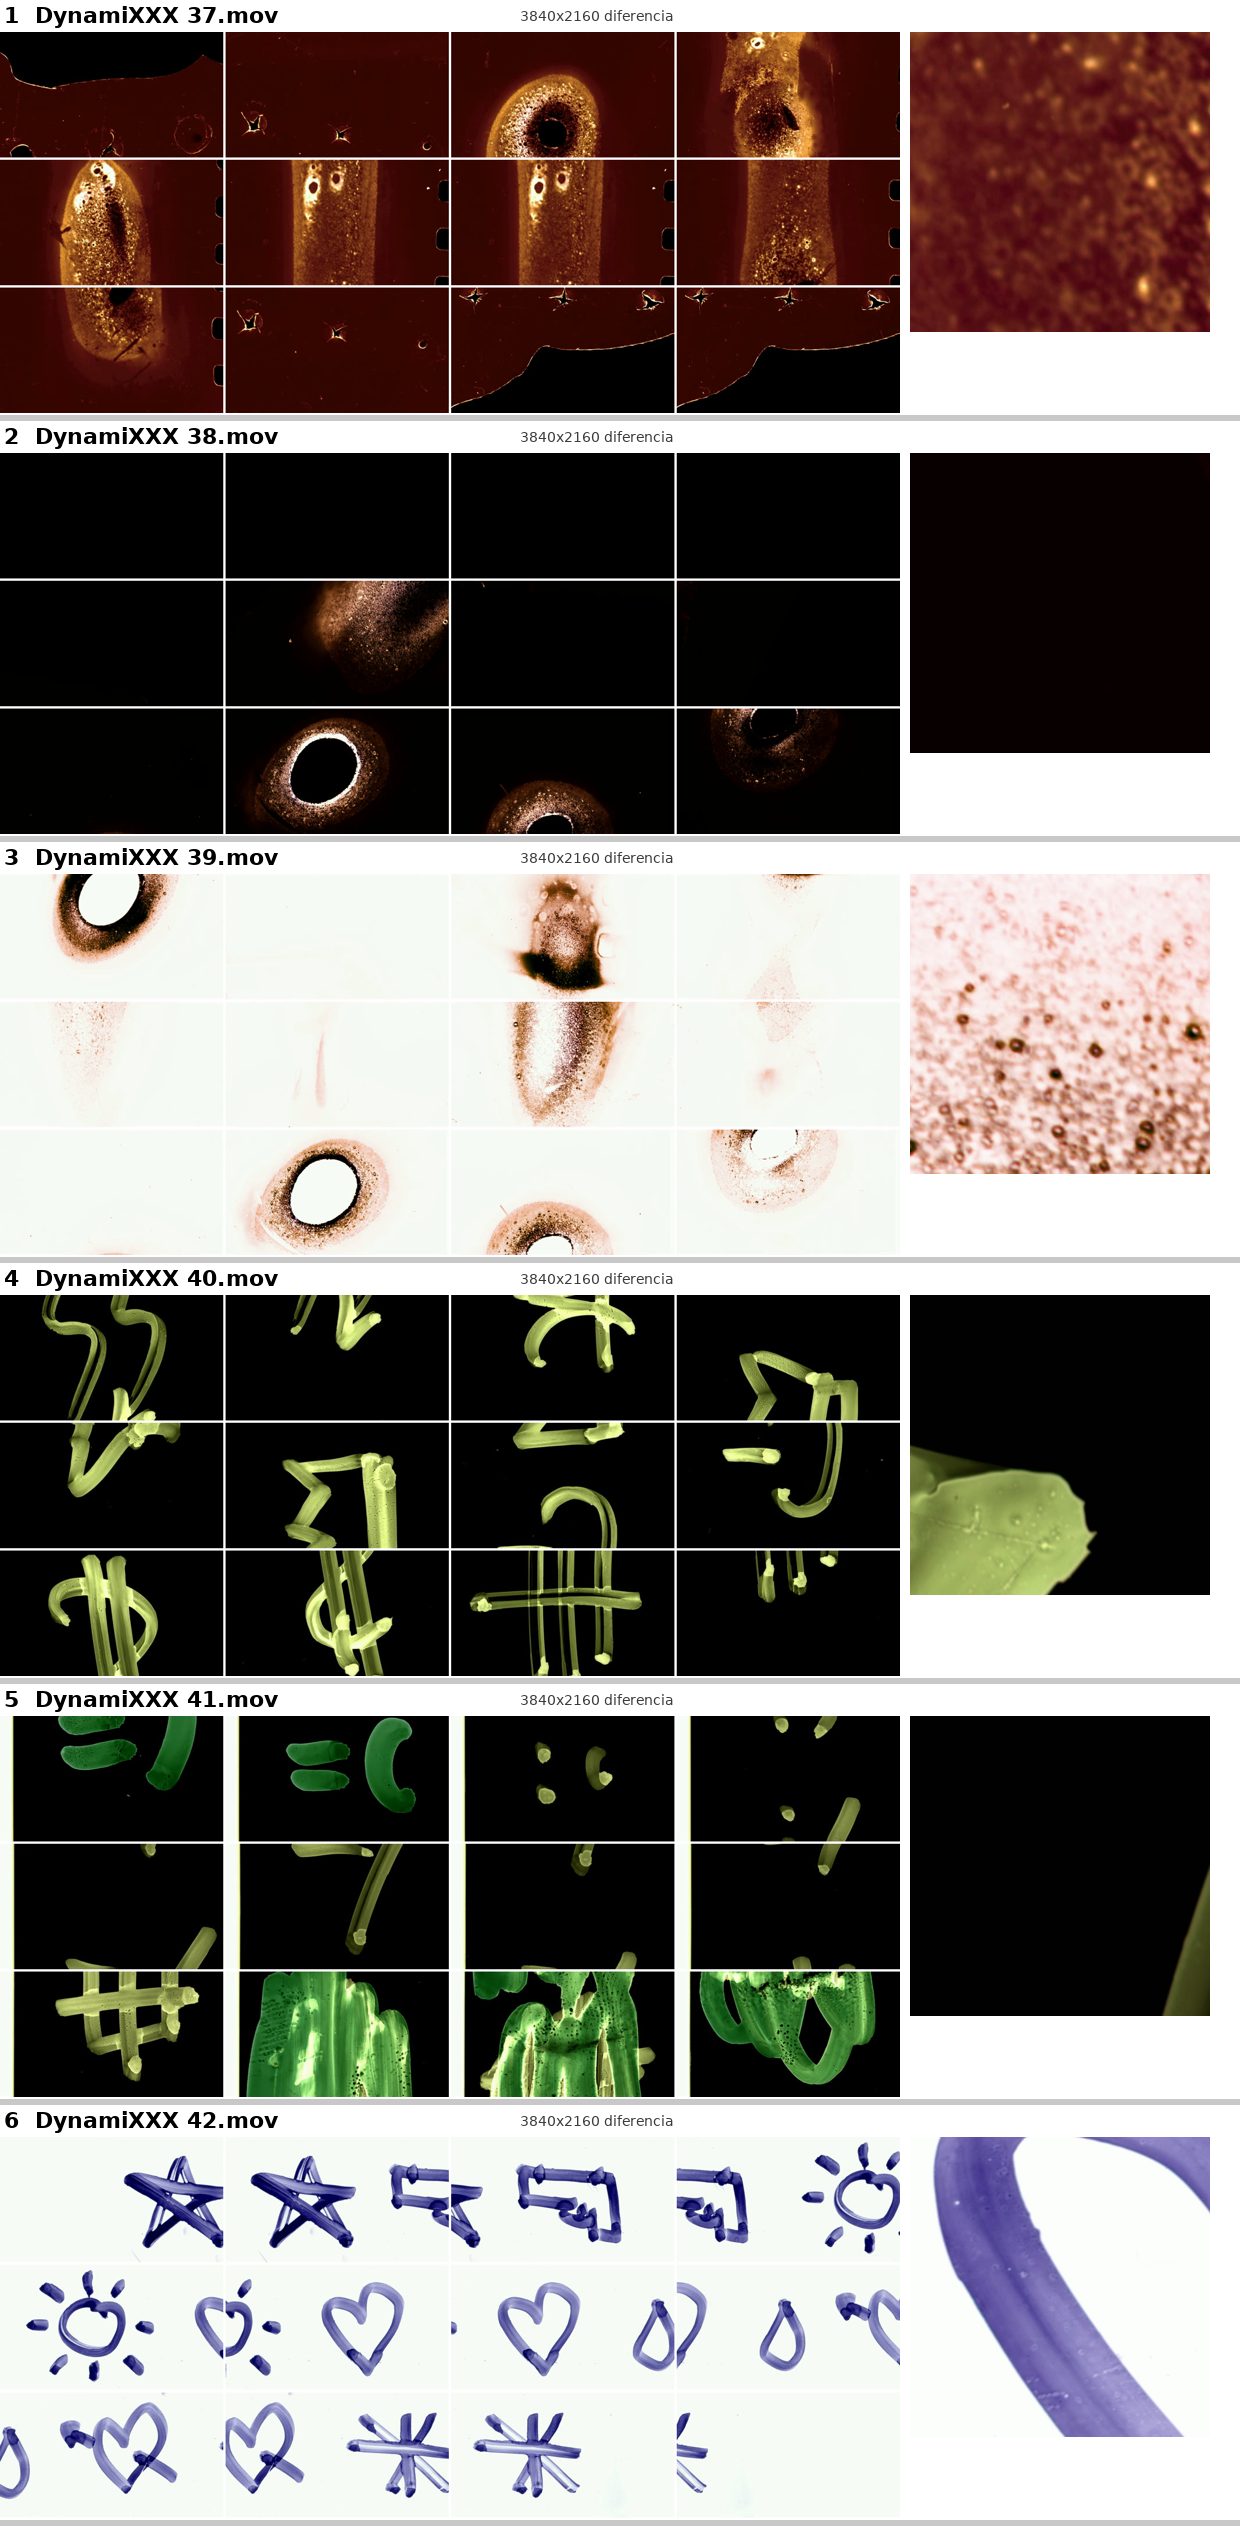 1 DynamiXXX 37.mov 3840x2160 diferencia
2 DynamiXXX 38.mov 3840x2160 diferencia
3 DynamiXXX 39.mov 3840x2160 diferencia
4 DynamiXXX 40.mov 3840x2160 diferencia
5 DynamiXXX 41.mov 3840x2160 diferencia
6 DynamiXXX 42.mov 3840x2160 diferencia